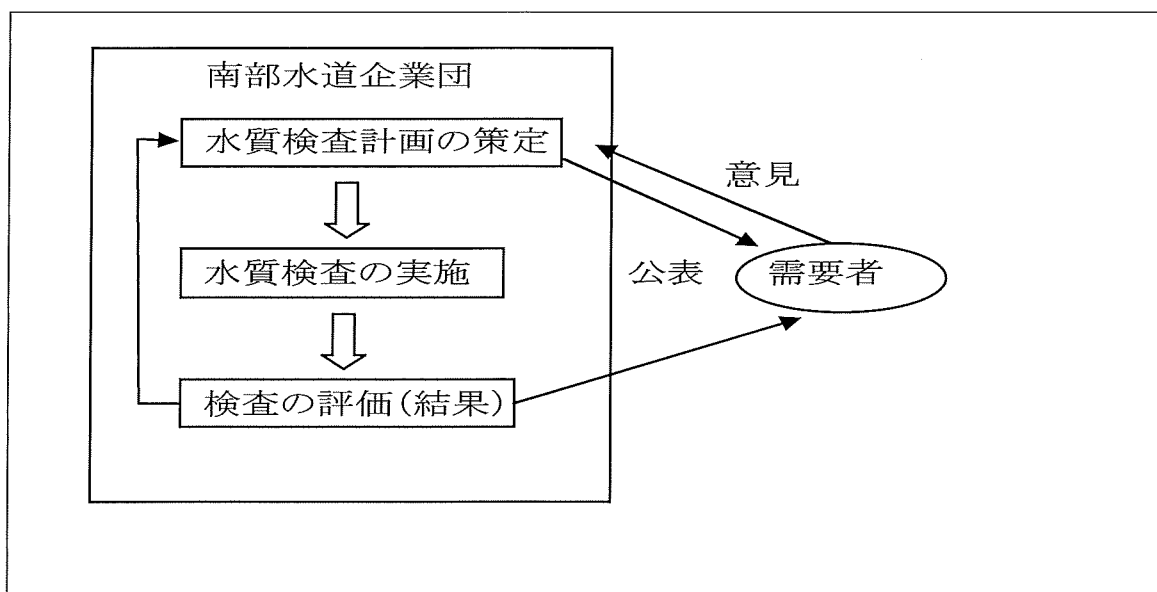 南部水道企業団
水質検査計画の策定
意見
水質検査の実施
公表
需要者
検査の評価(結果)